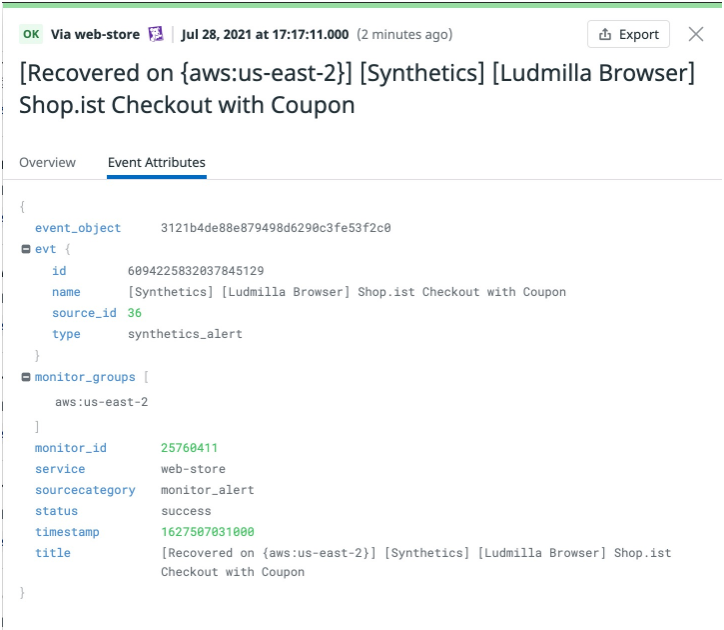 OK Via web-store | Jul 28, 2021 at 17:17:11.000 (2 minutes ago) Export
[Recovered on {aws:us-east-2}] [Synthetics] [Ludmilla Browser]
Shop.ist Checkout with Coupon
Overview Event Attributes
{
event_object 3121b4de88e879498d6290c3fe53f2c0
evt {
id 6094225832037845129
name [Synthetics] [Ludmilla Browser] Shop.ist Checkout with Coupon
source_id 36
type synthetics_alert
}
monitor_groups [
aws:us-east-2
]
monitor_id 25760411
service web-store
sourcecategory monitor_alert
status success
timestamp 1627507031000
title [Recovered on {aws:us-east-2}] [Synthetics] [Ludmilla Browser] Shop.ist
Checkout with Coupon
}